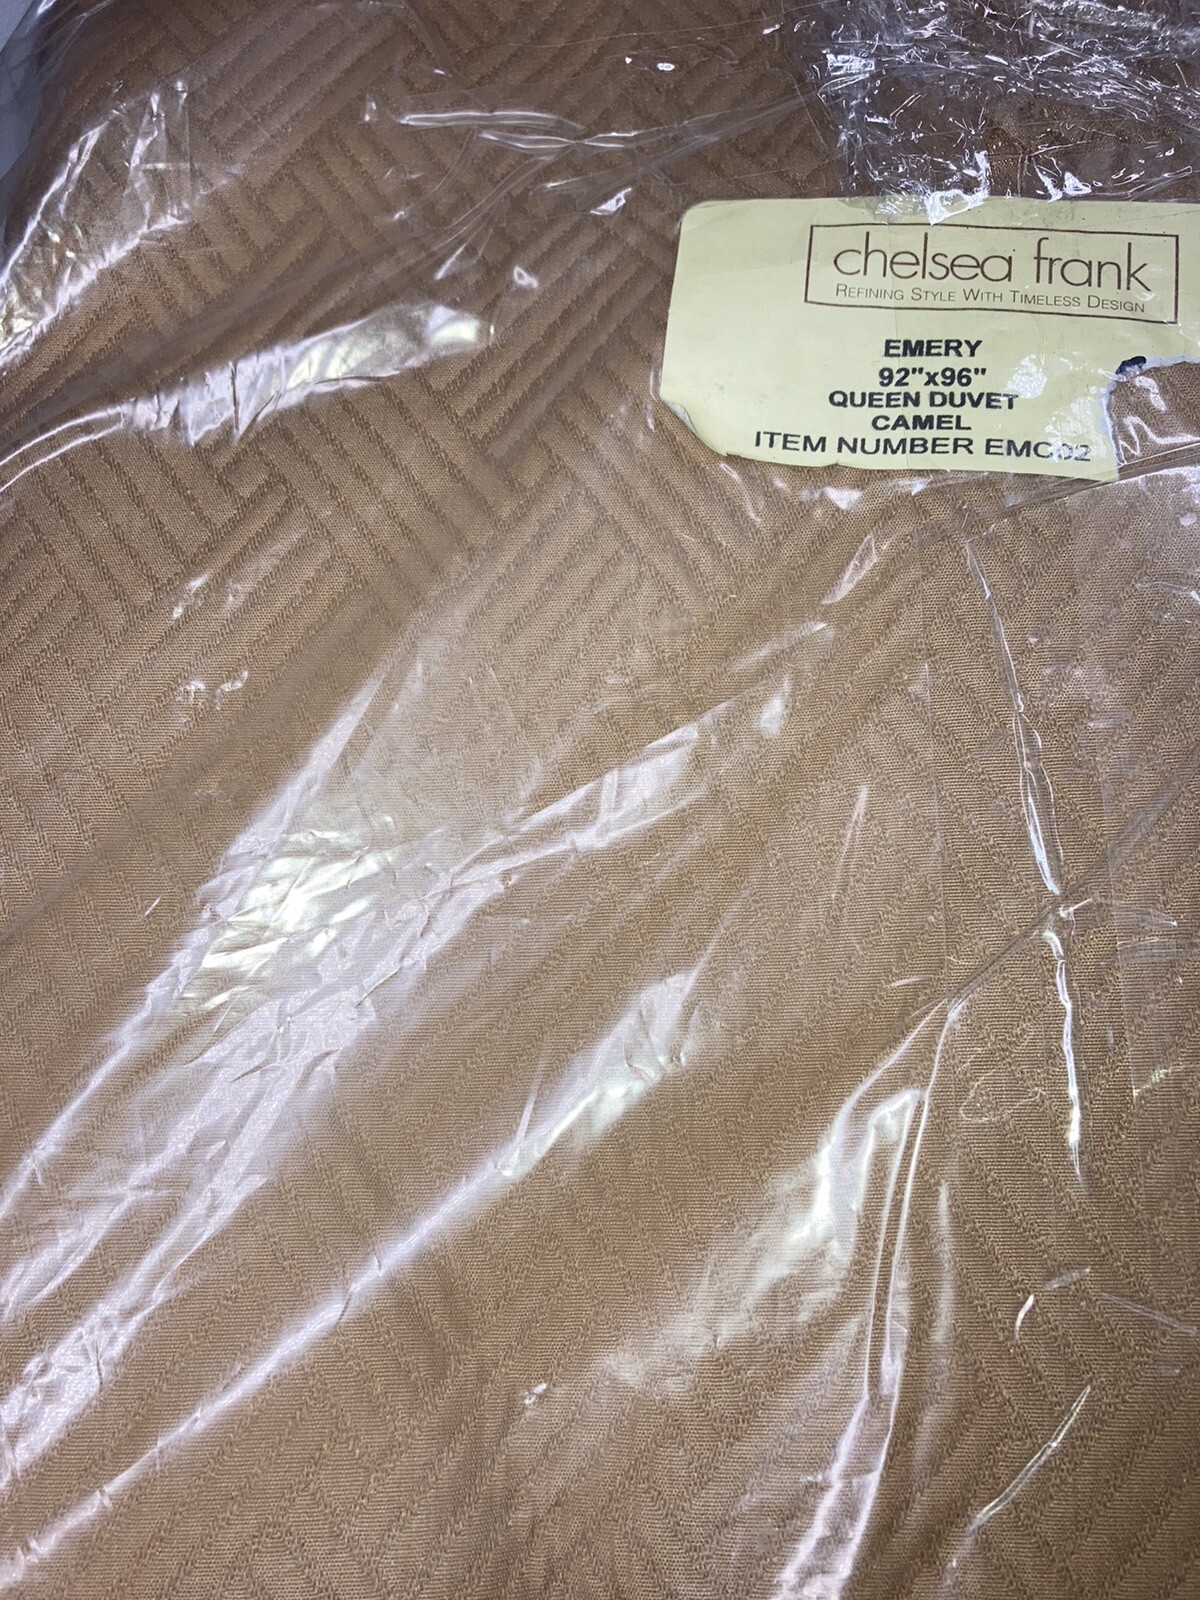 chelsea frank
REFINING STYLE WITH TIMELESS DESIGN
EMERY
92"x96"
QUEEN DUVET
CAMEL
ITEM NUMBER EMC02